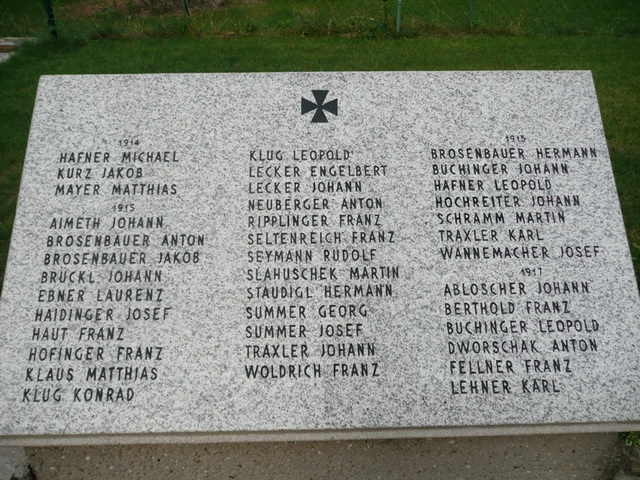 1914
HAFNER MICHAEL
KURZ JAKOB
MAYER MATTHIAS
1915
AIMETH JOHANN
BROSENBAUER ANTON
BROSENBAUER JAKOB
BRÜCKL JOHANN
EBNER LAURENZ
HAIDINGER JOSEF
HAUT FRANZ
HÖFINGER FRANZ
KLAUS MATTHIAS
KLUG KONRAD
KLUG LEOPOLD
LECKER ENGELBERT
LECKER JOHANN
NEUBERGER ANTON
RIPPLINGER FRANZ
SELTENREICH FRANZ
SEYMANN RUDOLF
SLAHUSCHEK MARTIN
STAUDIGL HERMANN
SUMMER GEORG
SUMMER JOSEF
TRAXLER JOHANN
WOLDRICH FRANZ
BROSENBAUER HERMANN
BUCHINGER JOHANN
HAFNER LEOPOLD
HOCHREITER JOHANN
SCHRAMM MARTIN
TRAXLER KARL
WANNEMACHER JOSEF
1917
ABLOSCHER JOHANN
BERTHOLD FRANZ
BUCHINGER LEOPOLD
DWORSCHAK ANTON
FELLNER FRANZ
LEHNER KARL